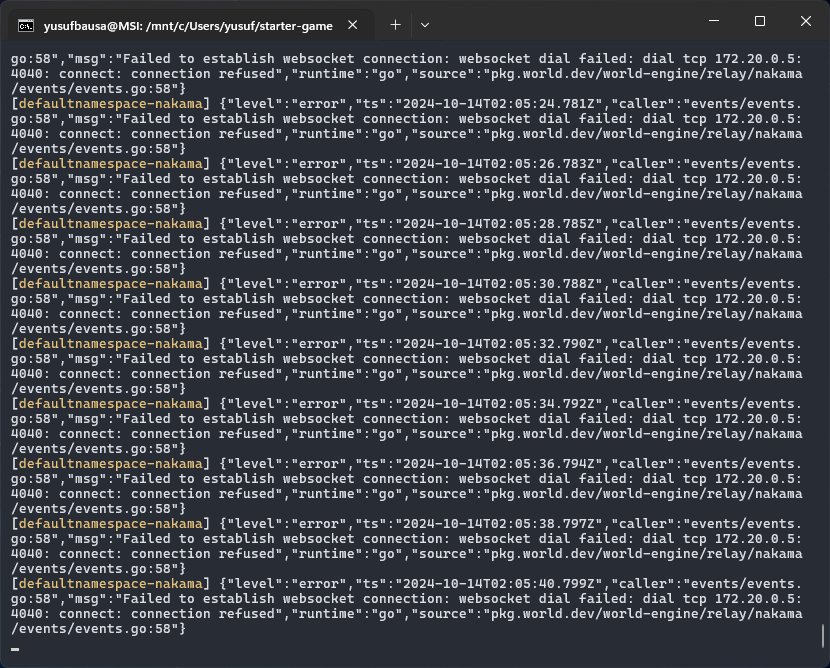 yusufbausa@MSI: /mnt/c/Users/yusuf/starter-game
go:58","msg":"Failed to establish websocket connection: websocket dial failed: dial tcp 172.20.0.5:
4040: connect: connection refused","runtime":"go","source":"pkg.world.dev/world-engine/relay/nakama
/events/events.go:58"}
[defaultnamespace-nakama] {"level":"error","ts":"2024-10-14T02:05:24.781Z","caller":"events/events.
go:58","msg":"Failed to establish websocket connection: websocket dial failed: dial tcp 172.20.0.5:
4040: connect: connection refused","runtime":"go","source":"pkg.world.dev/world-engine/relay/nakama
/events/events.go:58"}
[defaultnamespace-nakama] {"level":"error","ts":"2024-10-14T02:05:26.783Z","caller":"events/events.
go:58","msg":"Failed to establish websocket connection: websocket dial failed: dial tcp 172.20.0.5:
4040: connect: connection refused","runtime":"go","source":"pkg.world.dev/world-engine/relay/nakama
/events/events.go:58"}
[defaultnamespace-nakama] {"level":"error","ts":"2024-10-14T02:05:28.785Z","caller":"events/events.
go:58","msg":"Failed to establish websocket connection: websocket dial failed: dial tcp 172.20.0.5:
4040: connect: connection refused","runtime":"go","source":"pkg.world.dev/world-engine/relay/nakama
/events/events.go:58"}
[defaultnamespace-nakama] {"level":"error","ts":"2024-10-14T02:05:30.788Z","caller":"events/events.
go:58","msg":"Failed to establish websocket connection: websocket dial failed: dial tcp 172.20.0.5:
4040: connect: connection refused","runtime":"go","source":"pkg.world.dev/world-engine/relay/nakama
/events/events.go:58"}
[defaultnamespace-nakama] {"level":"error","ts":"2024-10-14T02:05:32.790Z","caller":"events/events.
go:58","msg":"Failed to establish websocket connection: websocket dial failed: dial tcp 172.20.0.5:
4040: connect: connection refused","runtime":"go","source":"pkg.world.dev/world-engine/relay/nakama
/events/events.go:58"}
[defaultnamespace-nakama] {"level":"error","ts":"2024-10-14T02:05:34.792Z","caller":"events/events.
go:58","msg":"Failed to establish websocket connection: websocket dial failed: dial tcp 172.20.0.5:
4040: connect: connection refused","runtime":"go","source":"pkg.world.dev/world-engine/relay/nakama
/events/events.go:58"}
[defaultnamespace-nakama] {"level":"error","ts":"2024-10-14T02:05:36.794Z","caller":"events/events.
go:58","msg":"Failed to establish websocket connection: websocket dial failed: dial tcp 172.20.0.5:
4040: connect: connection refused","runtime":"go","source":"pkg.world.dev/world-engine/relay/nakama
/events/events.go:58"}
[defaultnamespace-nakama] {"level":"error","ts":"2024-10-14T02:05:38.797Z","caller":"events/events.
go:58","msg":"Failed to establish websocket connection: websocket dial failed: dial tcp 172.20.0.5:
4040: connect: connection refused","runtime":"go","source":"pkg.world.dev/world-engine/relay/nakama
/events/events.go:58"}
[defaultnamespace-nakama] {"level":"error","ts":"2024-10-14T02:05:40.799Z","caller":"events/events.
go:58","msg":"Failed to establish websocket connection: websocket dial failed: dial tcp 172.20.0.5:
4040: connect: connection refused","runtime":"go","source":"pkg.world.dev/world-engine/relay/nakama
/events/events.go:58"}